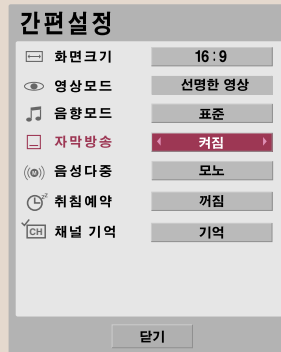 간편설정
화면크기 16:9
영상모드 선명한 영상
음향모드 표준
자막방송 켜짐
음성다중 모노
취침예약 꺼짐
CH 채널 기억 기억
닫기